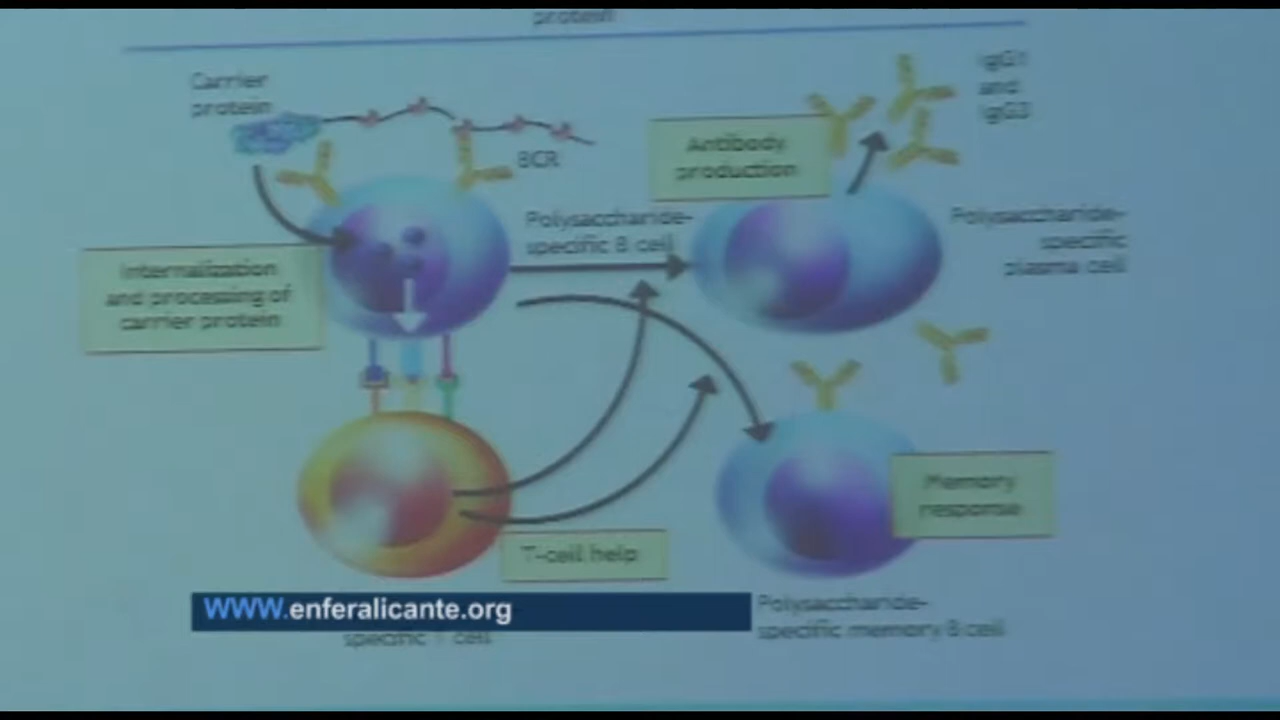 protein
Carrier
protein
BCR
IgG1
and
IgG3
Antibody
production
Polysaccharide-
specific B cell
Polysaccharide-
specific
plasma cell
Internalization
and processing of
carrier protein
Memory
response
T-cell help
www.enferalicante.org
specific T cell
Polysaccharide-
specific memory B cell